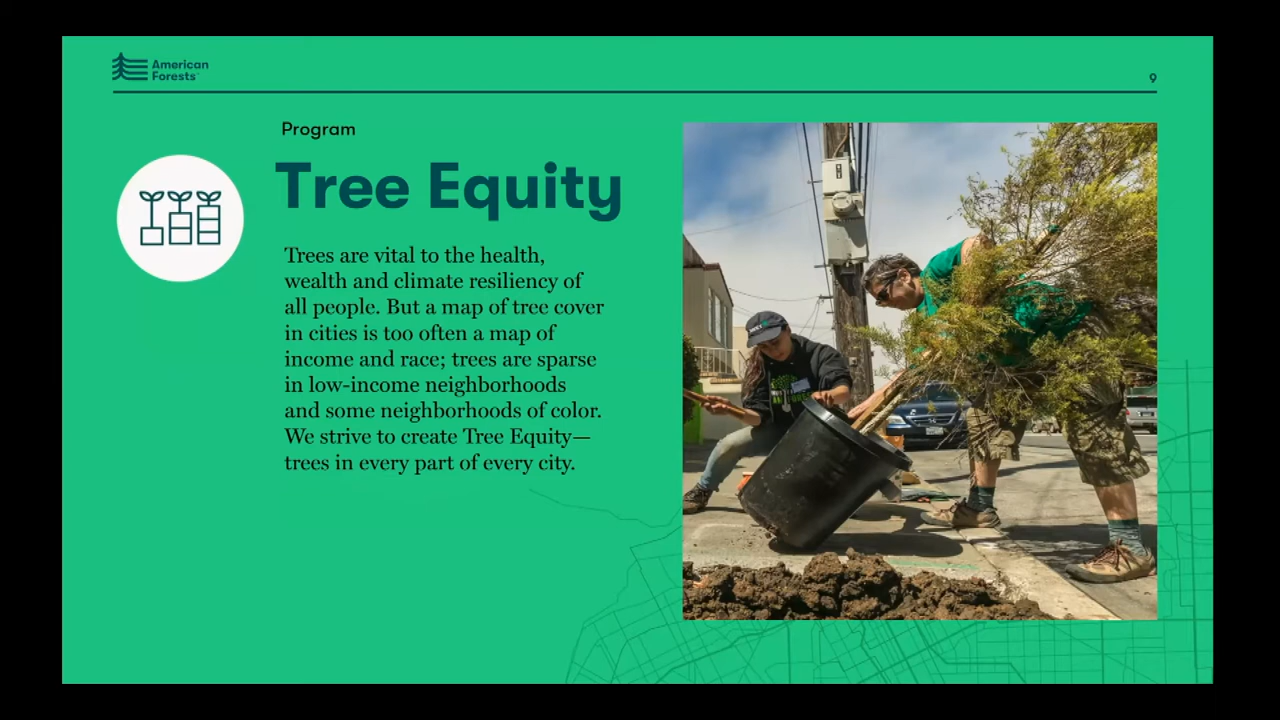 American
Forests
9
Program
Tree Equity
Trees are vital to the health,
wealth and climate resiliency of
all people. But a map of tree cover
in cities is too often a map of
income and race; trees are sparse
in low-income neighborhoods
and some neighborhoods of color.
We strive to create Tree Equity—
trees in every part of every city.